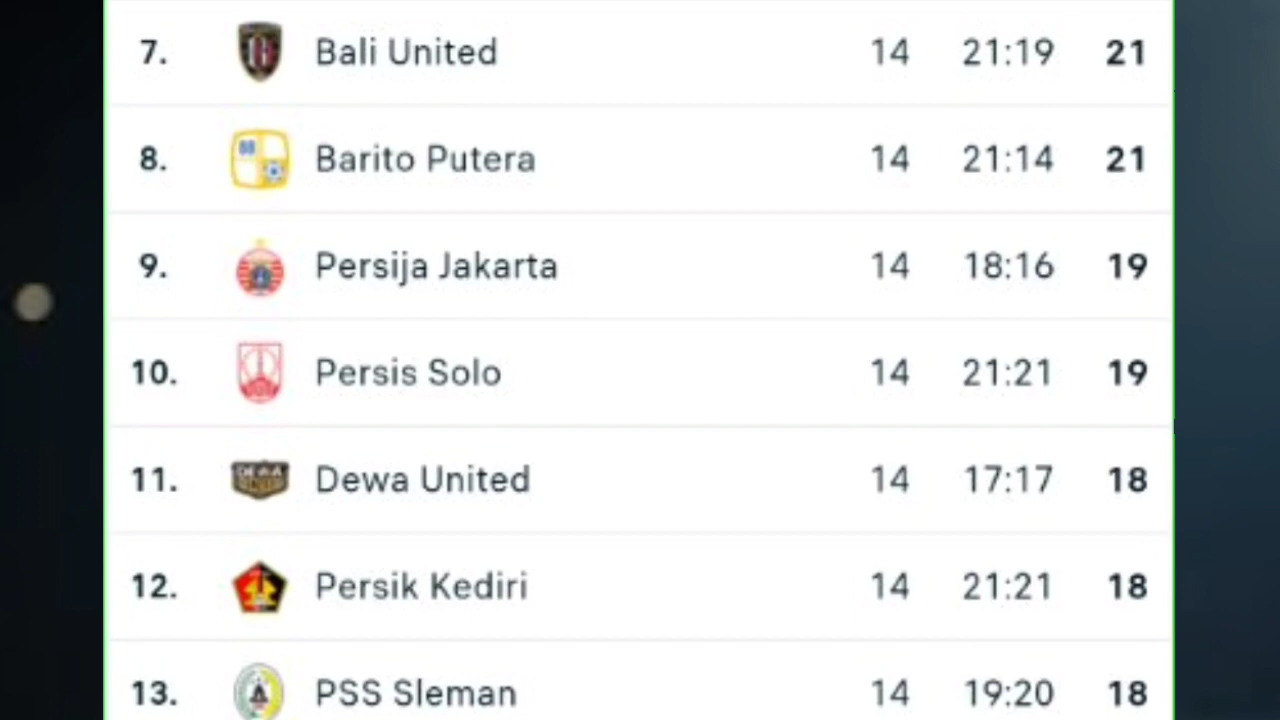 7. Bali United 14 21:19 21
8. Barito Putera 14 21:14 21
9. Persija Jakarta 14 18:16 19
10. Persis Solo 14 21:21 19
11. Dewa United 14 17:17 18
12. Persik Kediri 14 21:21 18
13. PSS Sleman 14 19:20 18